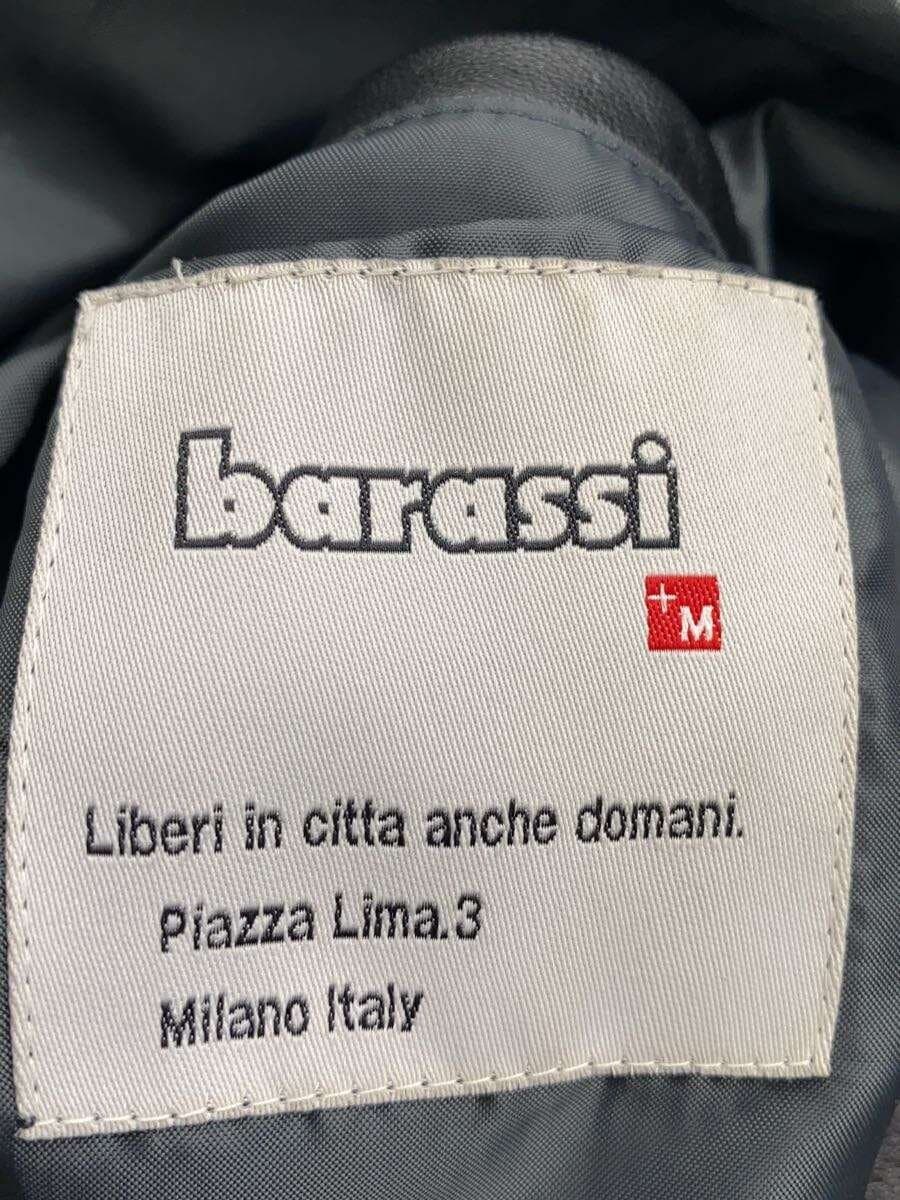 barassi
+M
Liberi in citta anche domani.
Piazza Lima.3
Milano Italy